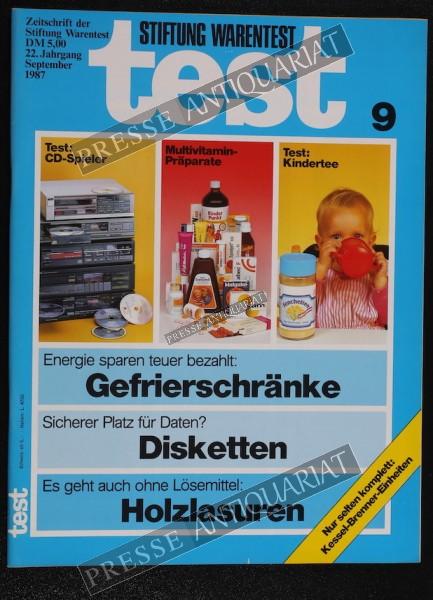 Zeitschrift der
Stiftung Warentest
DM 5,00
22. Jahrgang
September
1987
STIFTUNG WARENTEST
test
9
PRESSE ANTIQUARIAT
Test:
CD-Spieler
Multivitamin-
Präparate
Test:
Kindertee
Kinder
Punkt
PRESSE ANTIQUARIAT
Energie sparen teuer bezahlt:
Gefrierschränke
Sicherer Platz für Daten?
Disketten
Es geht auch ohne Lösemittel:
Holzlasuren
Nur selten komplett:
Kessel-Brenner-Einheiten
PRESSE ANTIQUARIAT
test